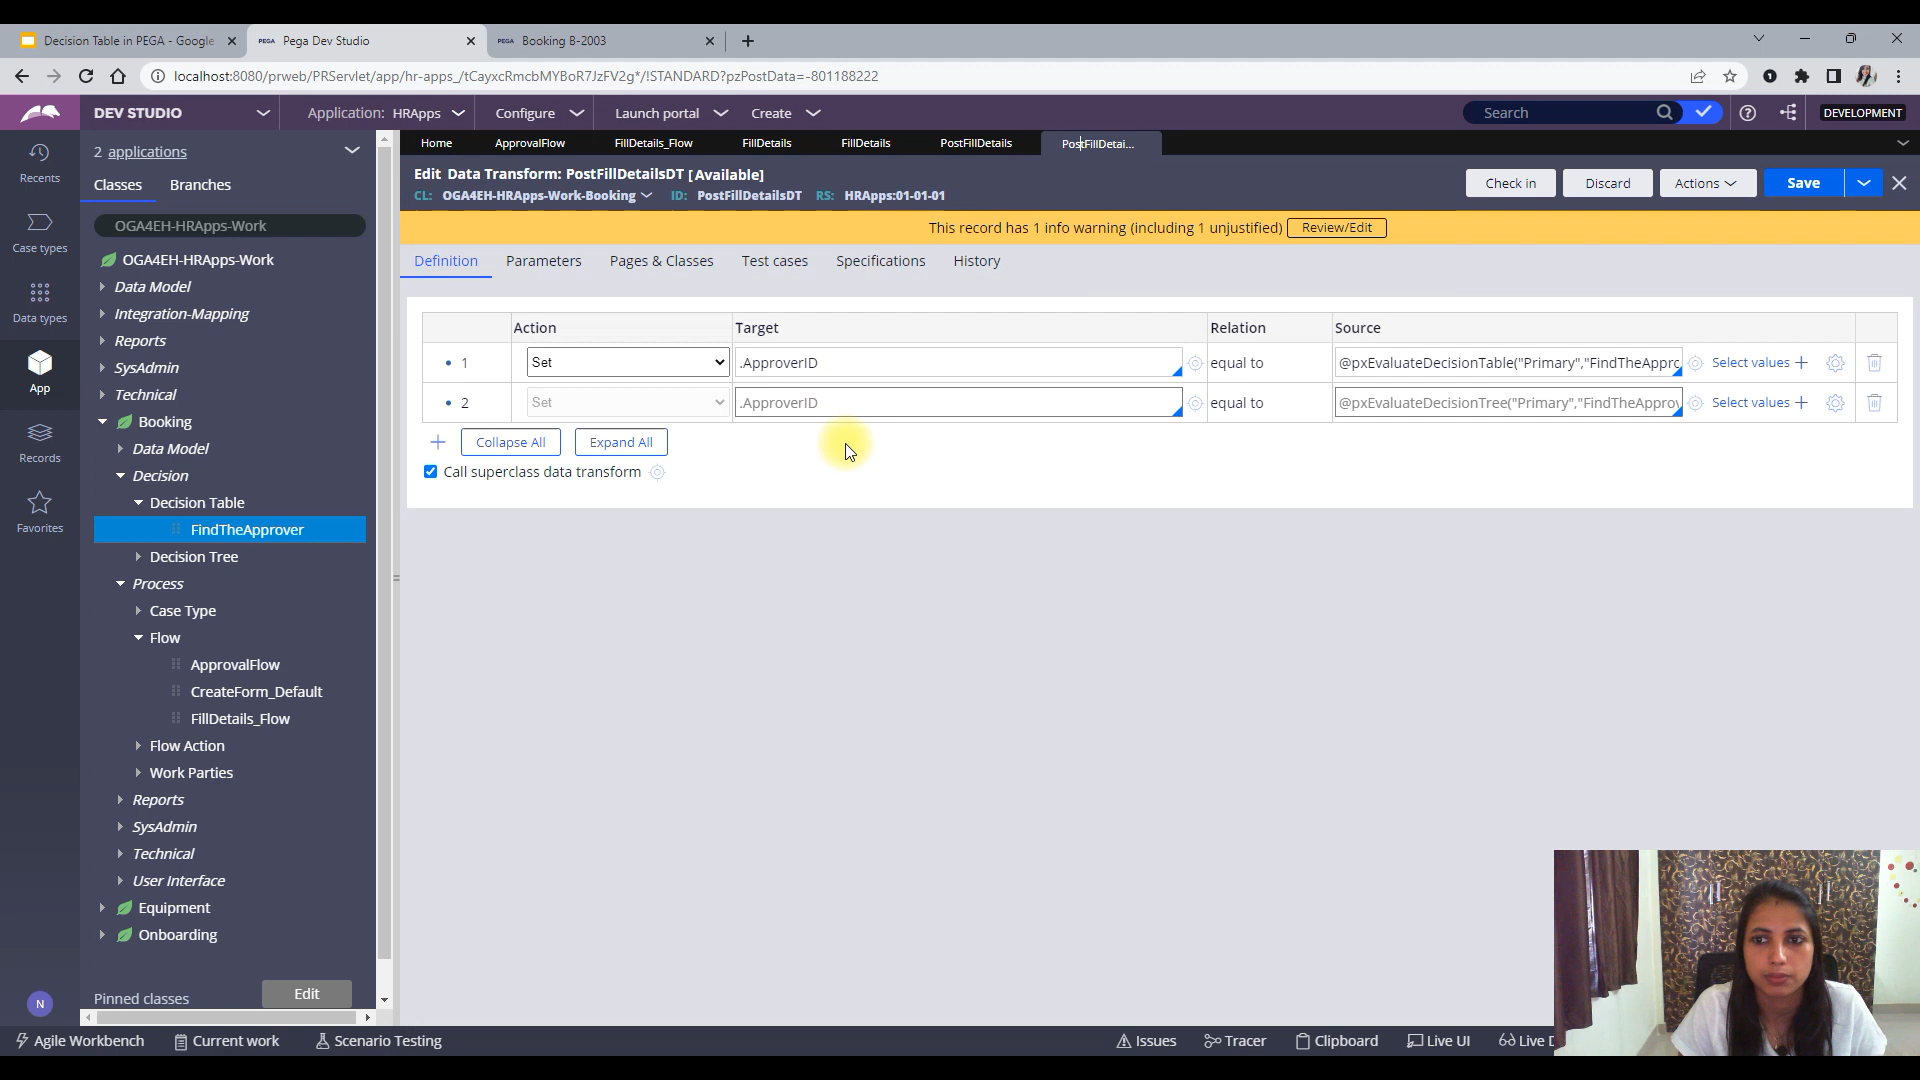 Decision Table in PEGA - Google
PEGA Pega Dev Studio
PEGA Booking B-2003
localhost:8080/prweb/PRServlet/app/hr-apps_/tCayxcRmcbMYBoR7JzFV2g*/!STANDARD?pzPostData=-801188222
DEV STUDIO
Application: HRApps
Configure
Launch portal
Create
Search
DEVELOPMENT
Recents
Case types
Data types
App
Records
Favorites
N
2 applications
Classes Branches
OGA4EH-HRApps-Work
OGA4EH-HRApps-Work
Data Model
Integration-Mapping
Reports
SysAdmin
Technical
Booking
Data Model
Decision
Decision Table
FindTheApprover
Decision Tree
Process
Case Type
Flow
ApprovalFlow
CreateForm_Default
FillDetails_Flow
Flow Action
Work Parties
Reports
SysAdmin
Technical
User Interface
Equipment
Onboarding
Pinned classes Edit
Home ApprovalFlow FillDetails_Flow FillDetails FillDetails PostFillDetails PostFillDetai...
Edit Data Transform: PostFillDetailsDT [Available]
CL: OGA4EH-HRApps-Work-Booking ID: PostFillDetailsDT RS: HRApps:01-01-01
Check in Discard Actions Save
This record has 1 info warning (including 1 unjustified) Review/Edit
Definition Parameters Pages & Classes Test cases Specifications History
Action Target Relation Source
1 Set .ApproverID equal to @pxEvaluateDecisionTable("Primary","FindTheAppro Select values
2 Set .ApproverID equal to @pxEvaluateDecisionTree("Primary","FindTheApprov Select values
Collapse All Expand All
Call superclass data transform
Agile Workbench Current work Scenario Testing Issues Tracer Clipboard Live UI Live